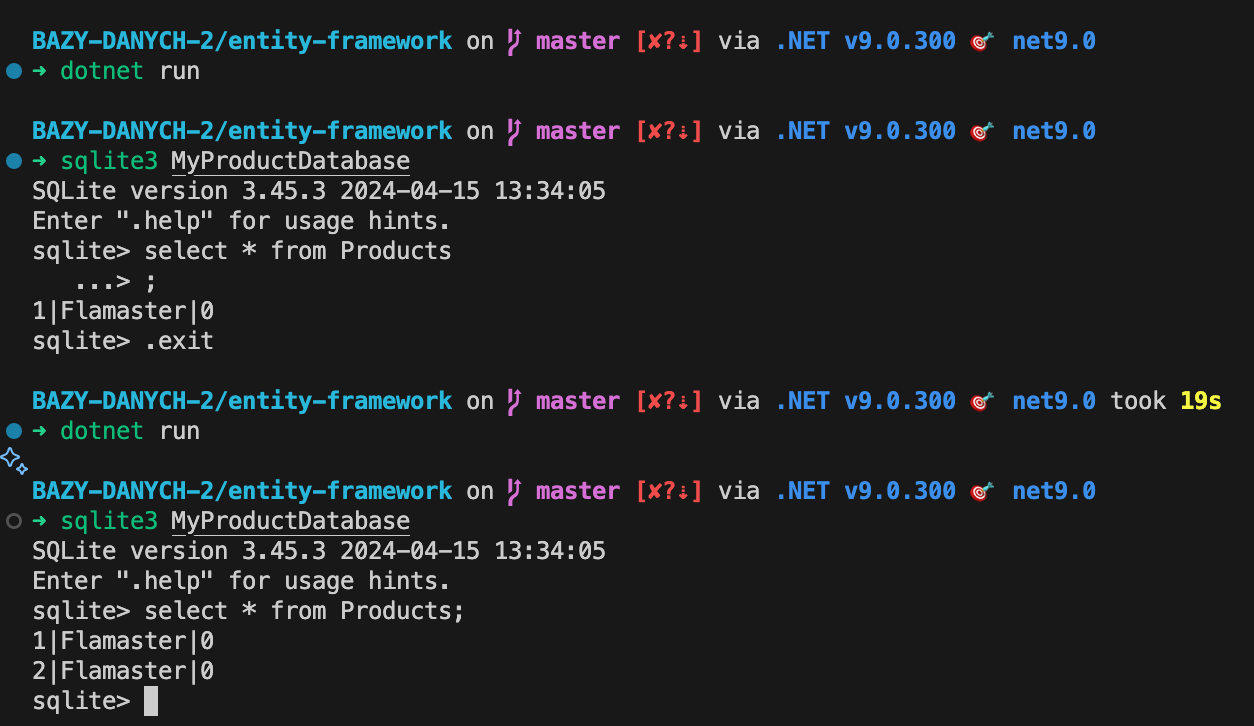 BAZY-DANYCH-2/entity-framework on master [✘?⇣] via .NET v9.0.300 🎯 net9.0
➜ dotnet run
BAZY-DANYCH-2/entity-framework on master [✘?⇣] via .NET v9.0.300 🎯 net9.0
➜ sqlite3 MyProductDatabase
SQLite version 3.45.3 2024-04-15 13:34:05
Enter ".help" for usage hints.
sqlite> select * from Products
...> ;
1|Flamaster|0
sqlite> .exit
BAZY-DANYCH-2/entity-framework on master [✘?⇣] via .NET v9.0.300 🎯 net9.0 took 19s
➜ dotnet run
BAZY-DANYCH-2/entity-framework on master [✘?⇣] via .NET v9.0.300 🎯 net9.0
➜ sqlite3 MyProductDatabase
SQLite version 3.45.3 2024-04-15 13:34:05
Enter ".help" for usage hints.
sqlite> select * from Products;
1|Flamaster|0
2|Flamaster|0
sqlite>